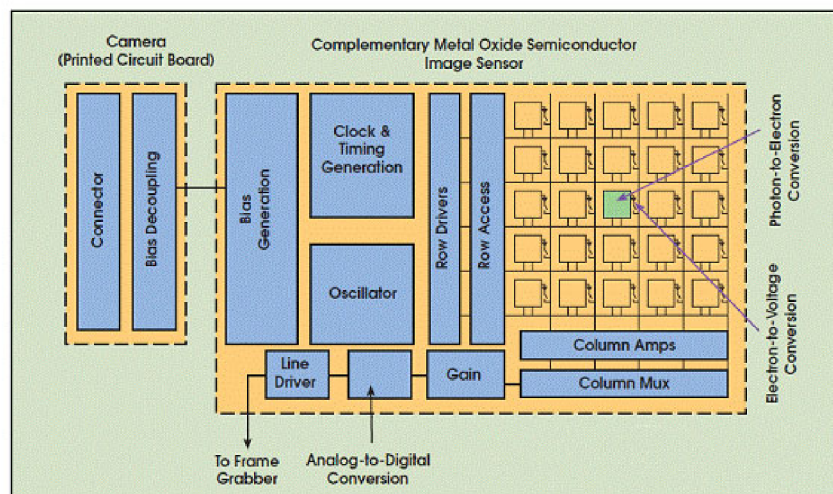 Camera
(Printed Circuit Board)
Complementary Metal Oxide Semiconductor
Image Sensor
Connector
Bias Decoupling
Bias
Generation
Clock &
Timing
Generation
Oscillator
Row Drivers
Row Access
Line
Driver
Gain
Column Amps
Column Mux
Photon-to-Electron
Conversion
Electron-to-Voltage
Conversion
To Frame
Grabber
Analog-to-Digital
Conversion